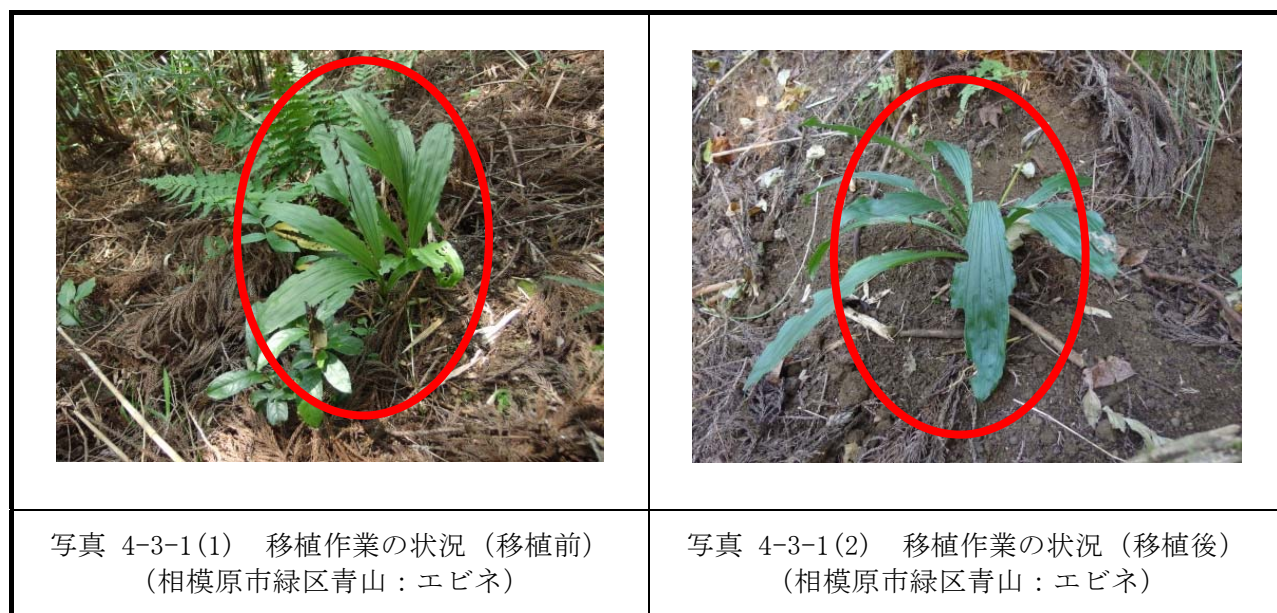 写真 4-3-1(1) 移植作業の状況（移植前）
（相模原市緑区青山：エビネ）
写真 4-3-1(2) 移植作業の状況（移植後）
（相模原市緑区青山：エビネ）